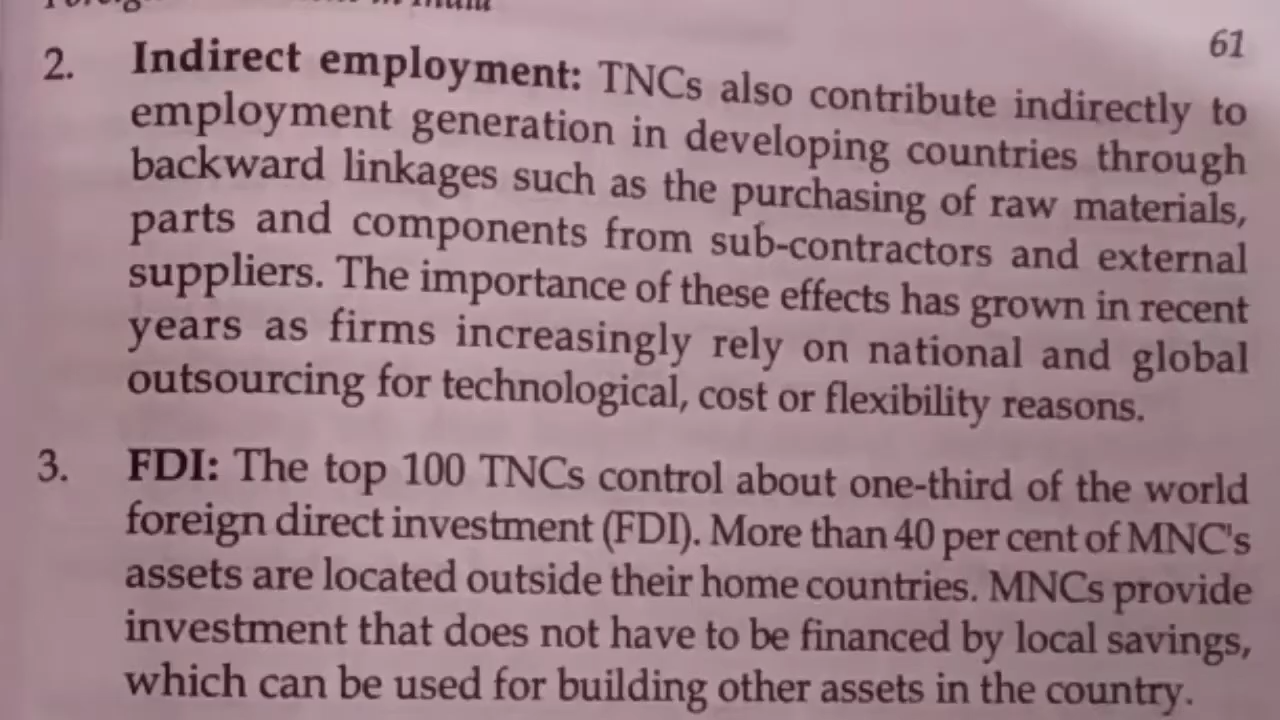 in India
61
2. Indirect employment: TNCs also contribute indirectly to
employment generation in developing countries through
backward linkages such as the purchasing of raw materials,
parts and components from sub-contractors and external
suppliers. The importance of these effects has grown in recent
years as firms increasingly rely on national and global
outsourcing for technological, cost or flexibility reasons.
3. FDI: The top 100 TNCs control about one-third of the world
foreign direct investment (FDI). More than 40 per cent of MNC's
assets are located outside their home countries. MNCs provide
investment that does not have to be financed by local savings,
which can be used for building other assets in the country.